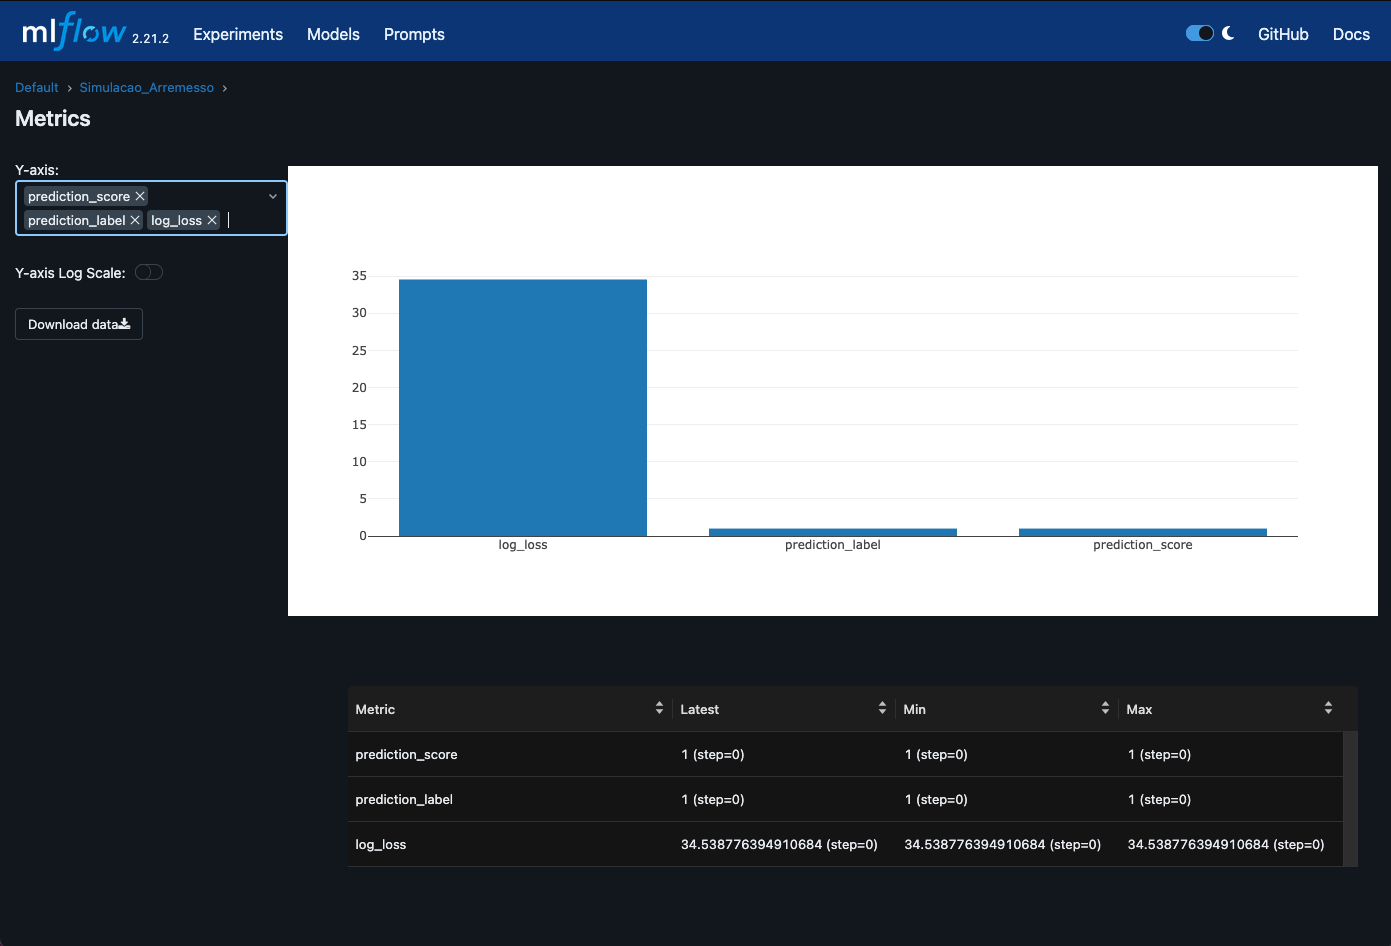 mlflow 2.21.2 Experiments Models Prompts GitHub Docs
Default › Simulacao_Arremesso ›
Metrics
Y-axis:
prediction_score ×
prediction_label × log_loss ×
Y-axis Log Scale:
Download data
35
30
25
20
15
10
5
0
log_loss prediction_label prediction_score
Metric Latest Min Max
prediction_score 1 (step=0) 1 (step=0) 1 (step=0)
prediction_label 1 (step=0) 1 (step=0) 1 (step=0)
log_loss 34.538776394910684 (step=0) 34.538776394910684 (step=0) 34.538776394910684 (step=0)